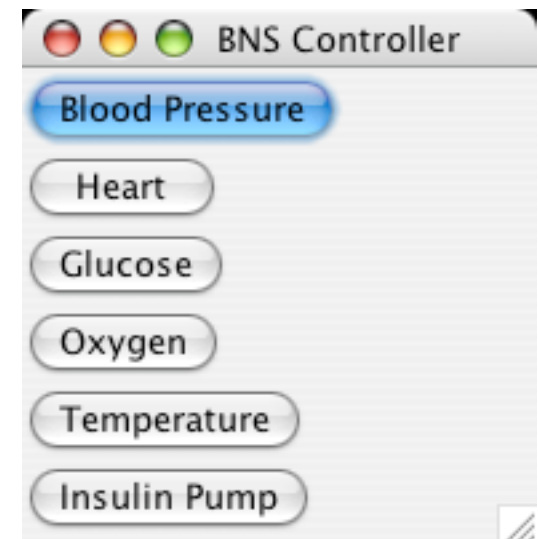 BNS Controller
Blood Pressure
Heart
Glucose
Oxygen
Temperature
Insulin Pump